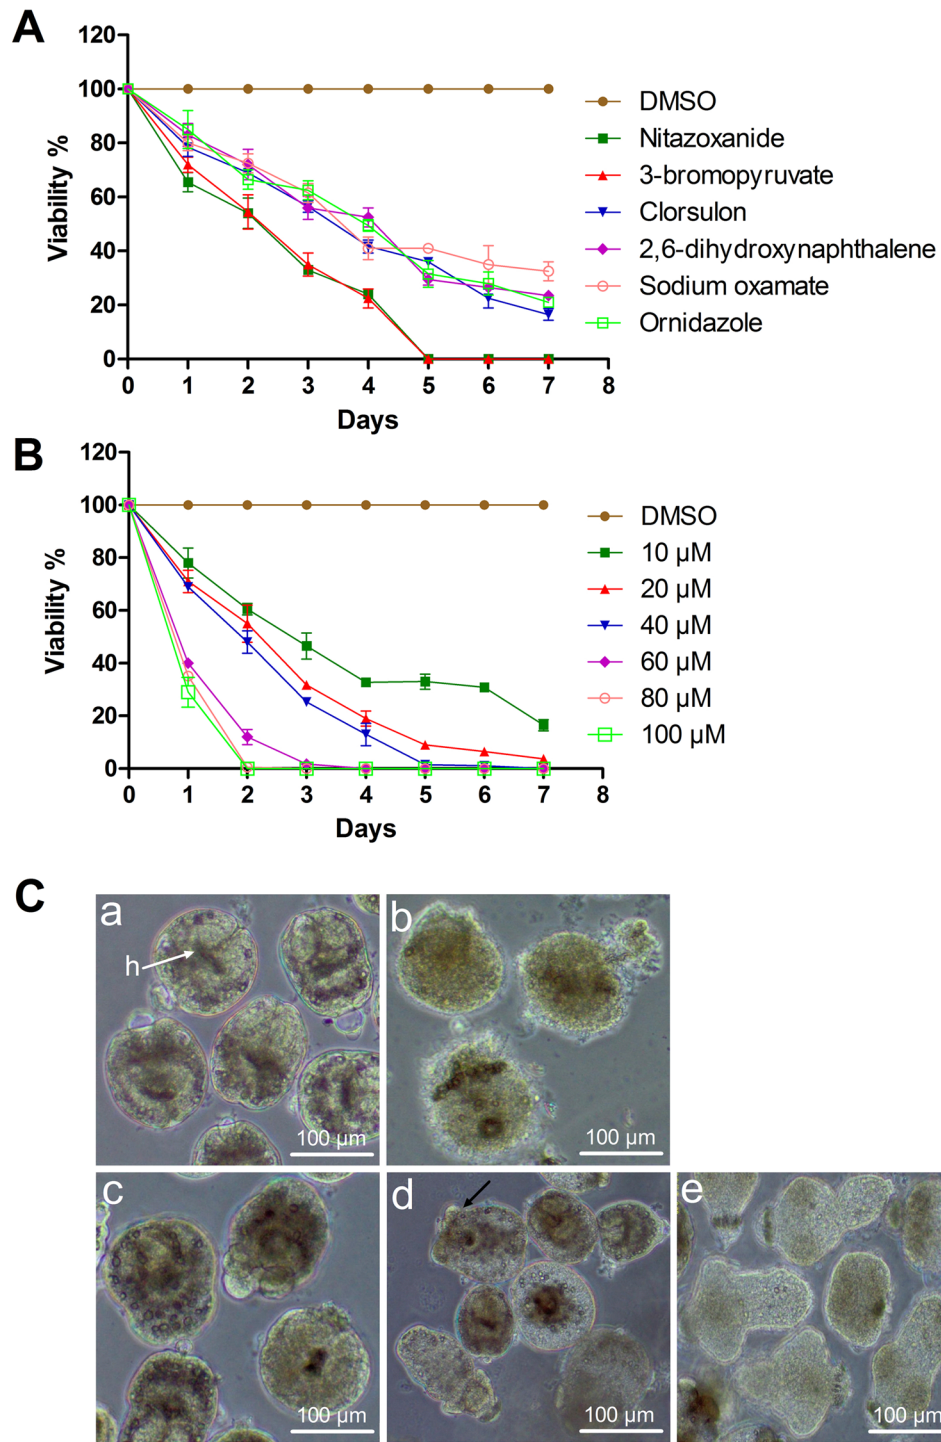 A
120
100
80
60
40
20
0
Viability %
0 1 2 3 4 5 6 7 8
Days
DMSO
Nitazoxanide
3-bromopyruvate
Clorsulon
2,6-dihydroxynaphthalene
Sodium oxamate
Ornidazole
B
120
100
80
60
40
20
0
Viability %
0 1 2 3 4 5 6 7 8
Days
DMSO
10 µM
20 µM
40 µM
60 µM
80 µM
100 µM
C
a
h
100 µm
b
100 µm
c
100 µm
d
100 µm
e
100 µm